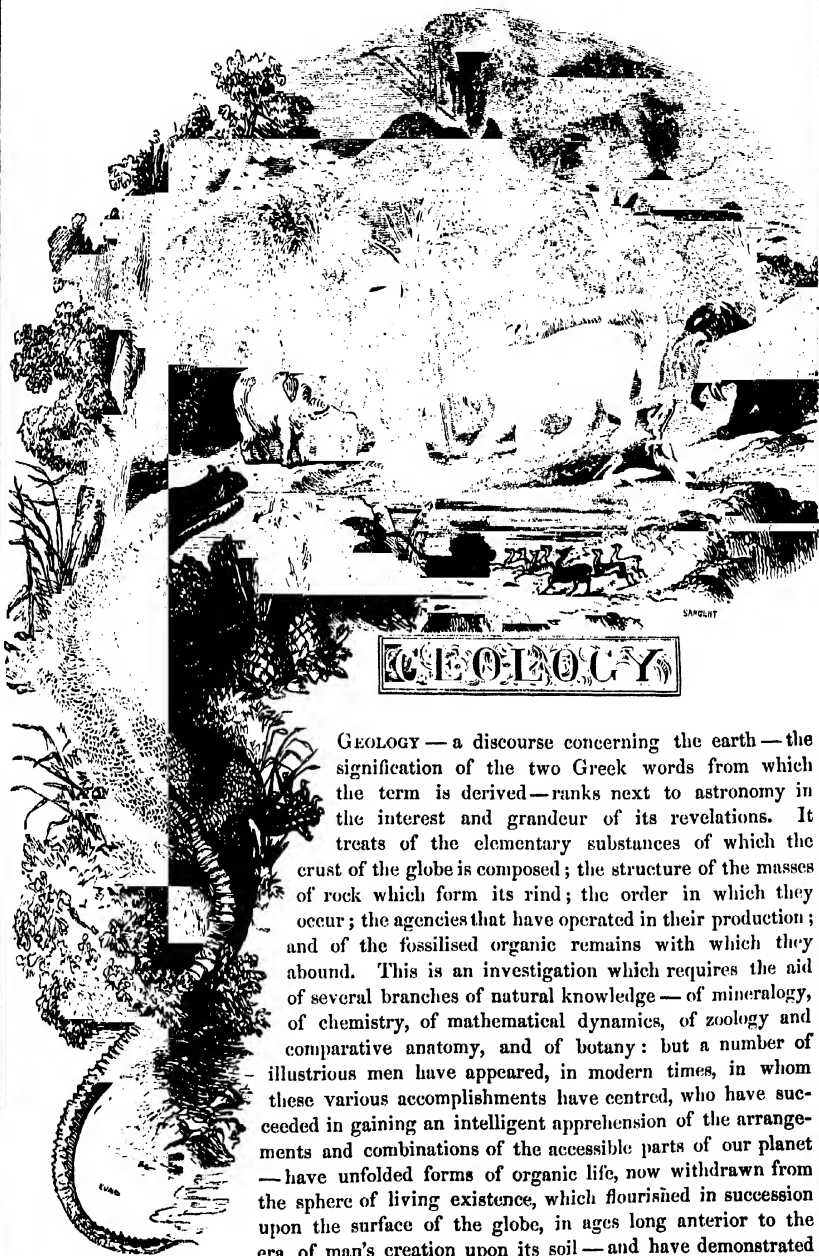 SARGENT
GEOLOGY
GEOLOGY — a discourse concerning the earth — the
signification of the two Greek words from which
the term is derived — ranks next to astronomy in
the interest and grandeur of its revelations. It
treats of the elementary substances of which the
crust of the globe is composed; the structure of the masses
of rock which form its rind; the order in which they
occur; the agencies that have operated in their production;
and of the fossilised organic remains with which they
abound. This is an investigation which requires the aid
of several branches of natural knowledge — of mineralogy,
of chemistry, of mathematical dynamics, of zoology and
comparative anatomy, and of botany: but a number of
illustrious men have appeared, in modern times, in whom
these various accomplishments have centred, who have suc-
ceeded in gaining an intelligent apprehension of the arrange-
ments and combinations of the accessible parts of our planet
— have unfolded forms of organic life, now withdrawn from
the sphere of living existence, which flourished in succession
upon the surface of the globe, in ages long anterior to the
era of man's creation upon its soil — and have demonstrated